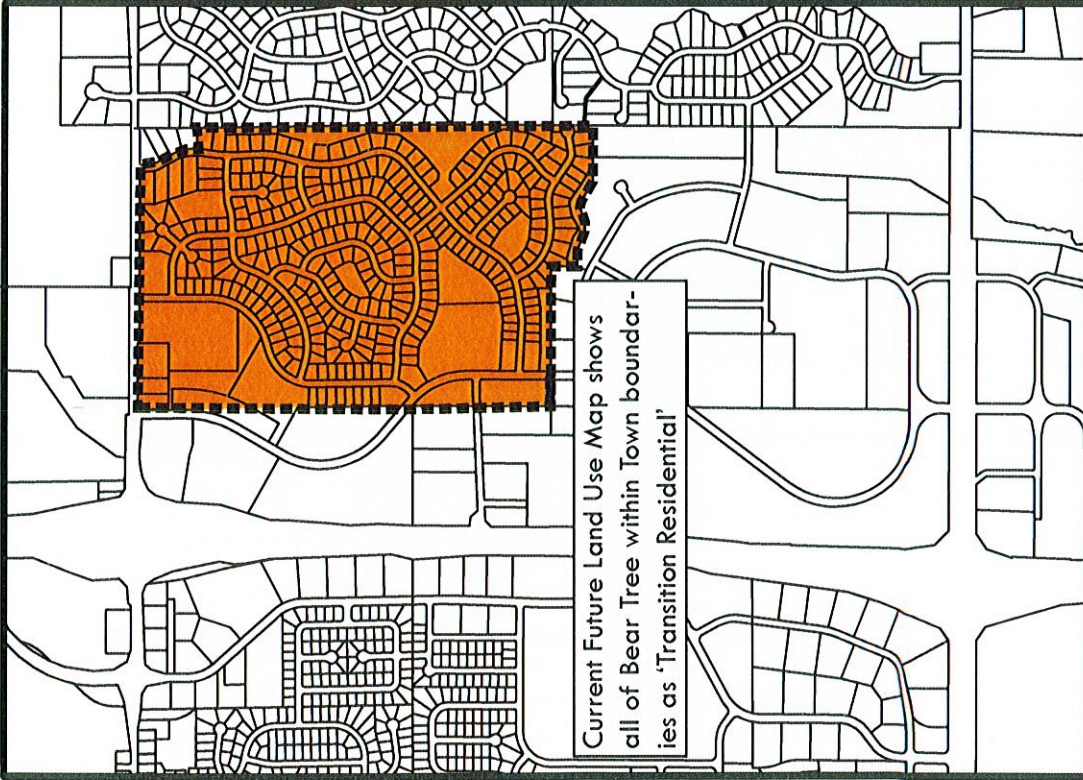 Current Future Land Use Map shows
all of Bear Tree within Town boundar-
ies as ‘Transition Residential’